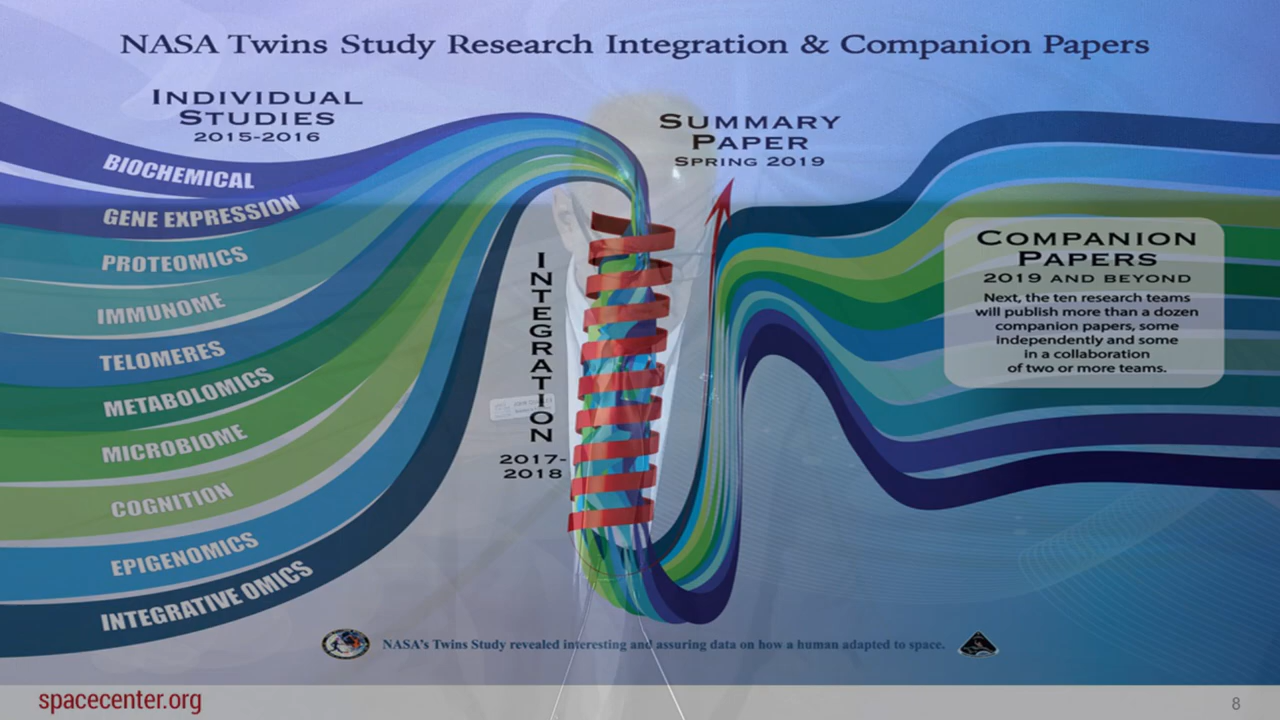 NASA Twins Study Research Integration & Companion Papers
Individual
Studies
2015-2016
BIOCHEMICAL
GENE EXPRESSION
PROTEOMICS
IMMUNOME
TELOMERES
METABOLOMICS
MICROBIOME
COGNITION
EPIGENOMICS
INTEGRATIVE OMICS
INTEGRATION
2017-
2018
Summary
Paper
Spring 2019
Companion
Papers
2019 and beyond
Next, the ten research teams
will publish more than a dozen
companion papers, some
independently and some
in a collaboration
of two or more teams.
NASA's Twins Study revealed interesting and assuring data on how a human adapted to space.
spacecenter.org
8